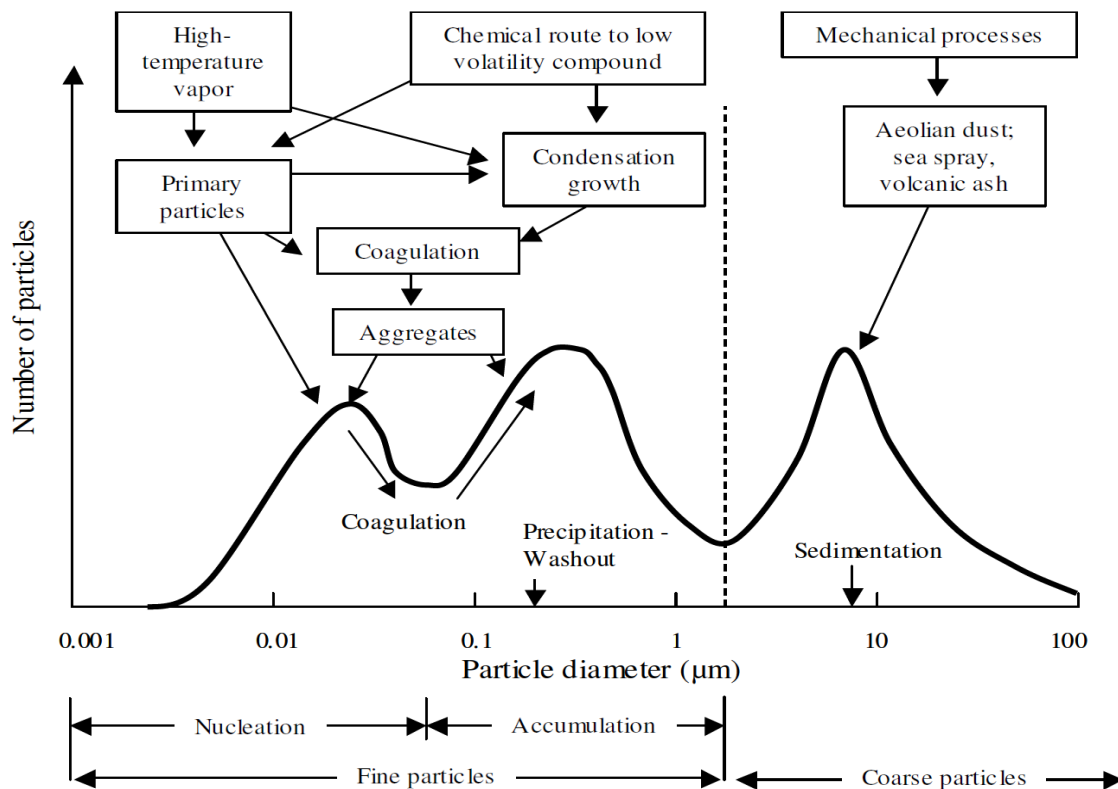 High-
temperature
vapor
Chemical route to low
volatility compound
Mechanical processes
Primary
particles
Condensation
growth
Aeolian dust;
sea spray,
volcanic ash
Coagulation
Aggregates
Number of particles
Coagulation
Precipitation -
Washout
Sedimentation
0.001 0.01 0.1 1 10 100
Particle diameter (μm)
Nucleation Accumulation
Fine particles Coarse particles